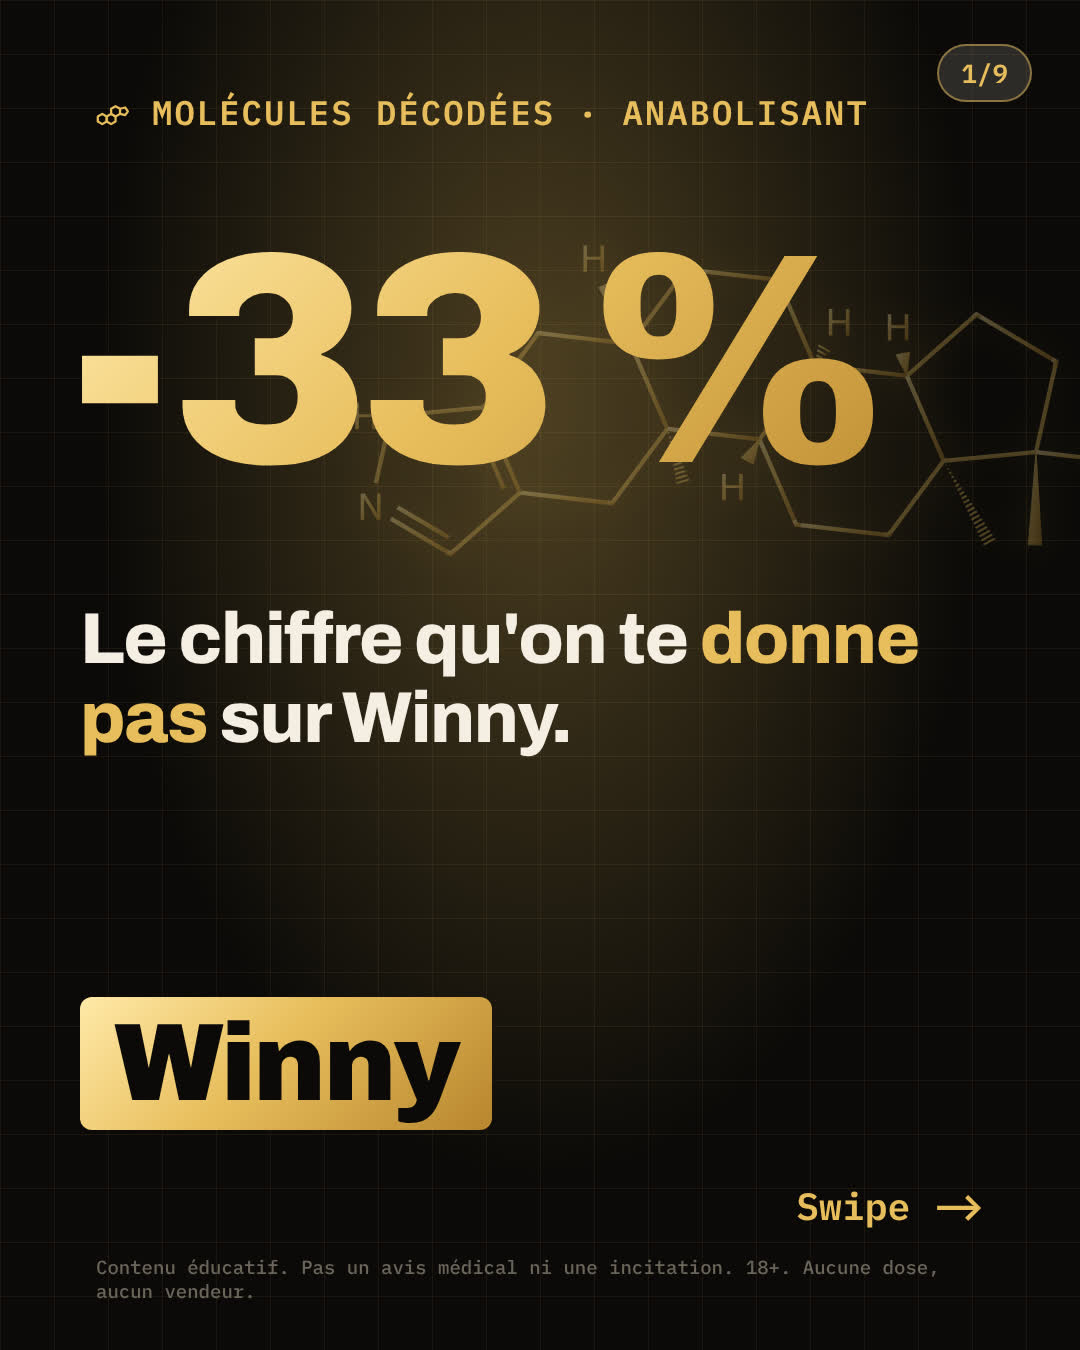 1/9
MOLÉCULES DÉCODÉES · ANABOLISANT
-33 %
H
H
H
H
N
H
Le chiffre qu'on te donne
pas sur Winny.
Winny
Swipe →
Contenu éducatif. Pas un avis médical ni une incitation. 18+. Aucune dose,
aucun vendeur.